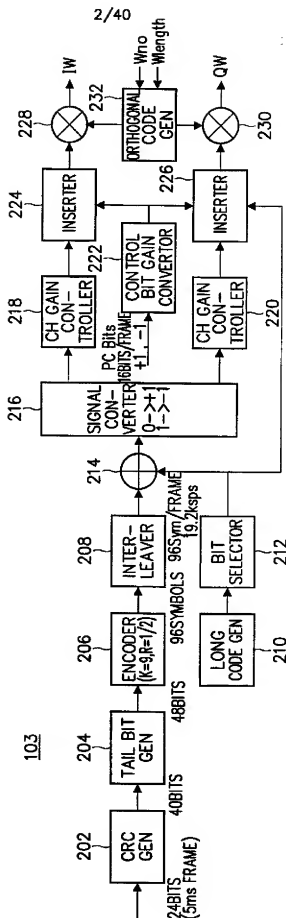 2/40
103
24BITS
(5ms FRAME)
202
CRC
GEN
40BITS
204
TAIL BIT
GEN
48BITS
206
ENCODER
(K=9,R=1/2)
96SYMBOLS
208
INTER-
LEAVER
96Sym/FRAME
19.2ksps
210
LONG
CODE GEN
212
BIT
SELECTOR
214
216
SIGNAL CON-
VERTER
0->+1
1->-1
PC Bits
16BITS/FRAME
+1, -1
218
CH GAIN
CON-
TROLLER
220
CH GAIN
CON-
TROLLER
222
CONTROL
BIT GAIN
CONVERTOR
224
INSERTER
226
INSERTER
228
IW
230
QW
232
ORTHOGONAL
CODE
GEN
Wno
Wlength